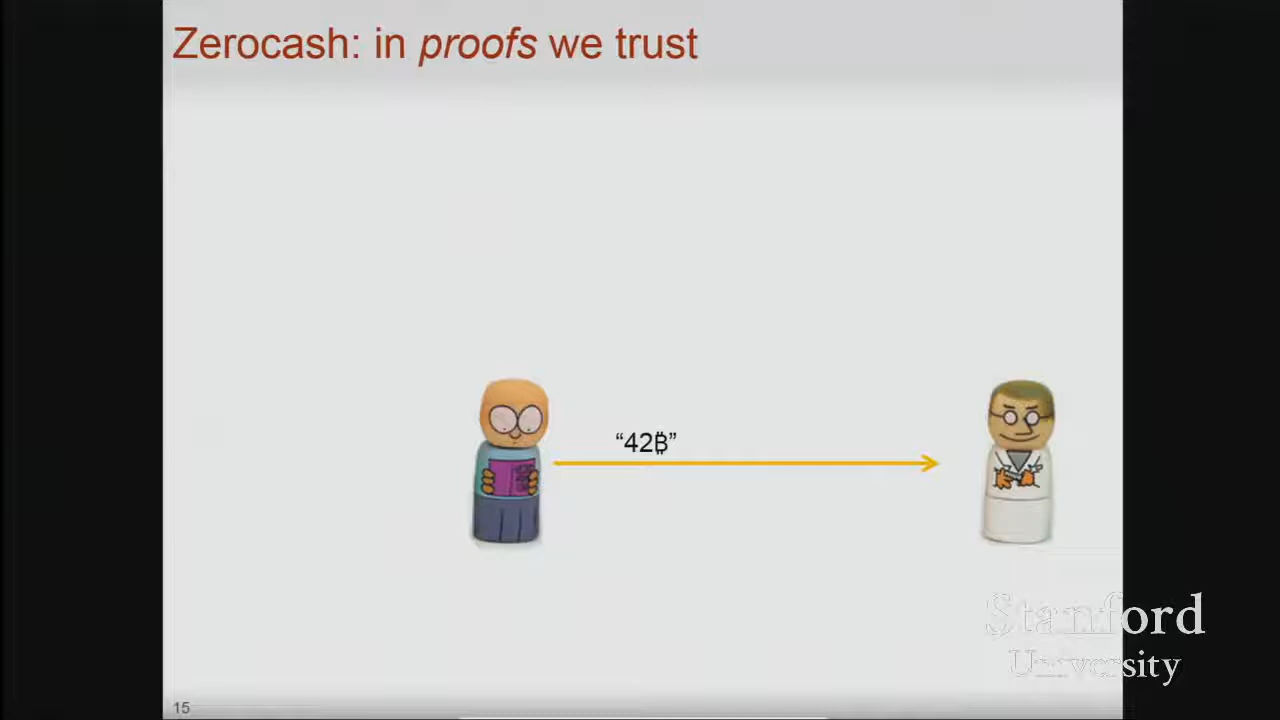 Zerocash: in proofs we trust
“42₿”
Stanford
University
15